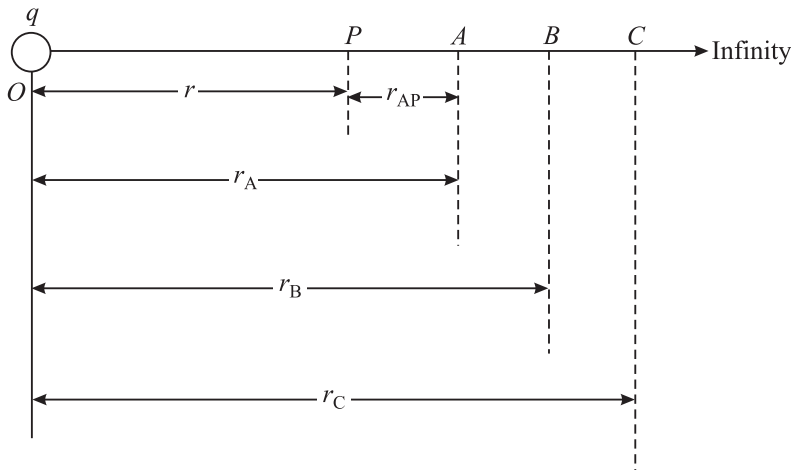 q
P A B C
Infinity
O r
r_AP
r_A
r_B
r_C